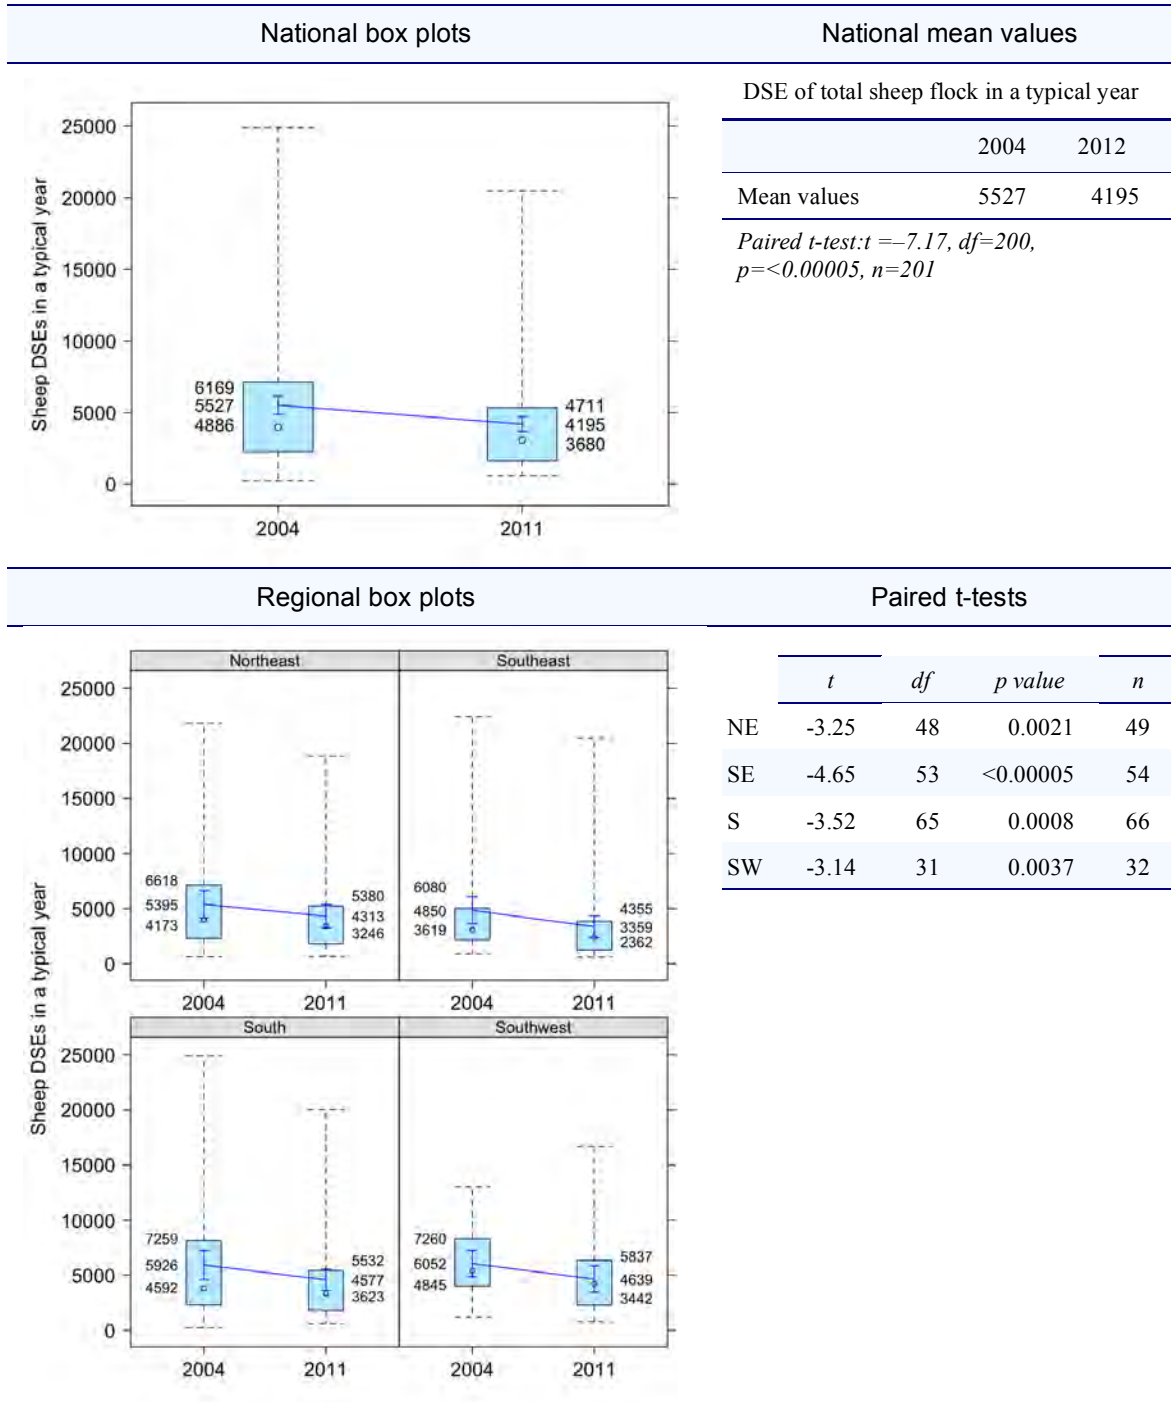 National box plots
National mean values
25000
20000
15000
10000
5000
0
Sheep DSEs in a typical year
6169
5527
4886
4711
4195
3680
2004 2011
DSE of total sheep flock in a typical year
2004 2012
Mean values 5527 4195
Paired t-test:t =–7.17, df=200,
p=<0.00005, n=201
Regional box plots
Paired t-tests
Northeast Southeast
25000
20000
15000
10000
5000
0
6618
5395
4173
5380
4313
3246
6080
4850
3619
4355
3359
2362
2004 2011 2004 2011
Sheep DSEs in a typical year
South Southwest
25000
20000
15000
10000
5000
0
7259
5926
4592
5532
4577
3623
7260
6052
4845
5837
4639
3442
2004 2011 2004 2011
t df p value n
NE -3.25 48 0.0021 49
SE -4.65 53 <0.00005 54
S -3.52 65 0.0008 66
SW -3.14 31 0.0037 32